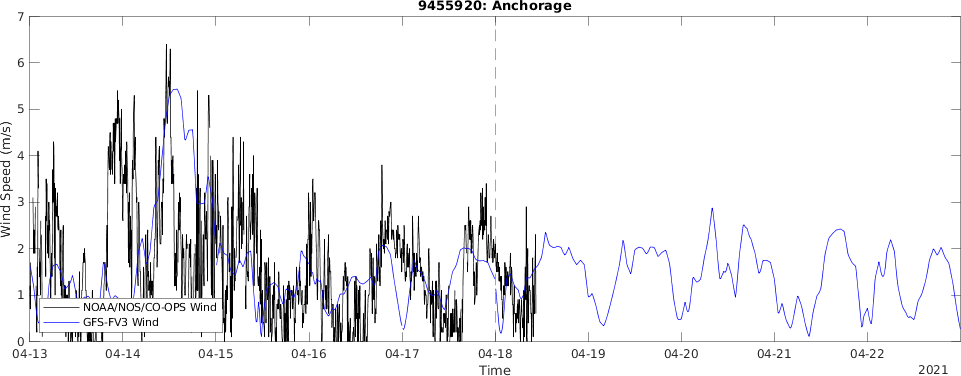 9455920: Anchorage
Wind Speed (m/s)
7
6
5
4
3
2
1
0
NOAA/NOS/CO-OPS Wind
GFS-FV3 Wind
04-13 04-14 04-15 04-16 04-17 04-18 04-19 04-20 04-21 04-22
Time
2021